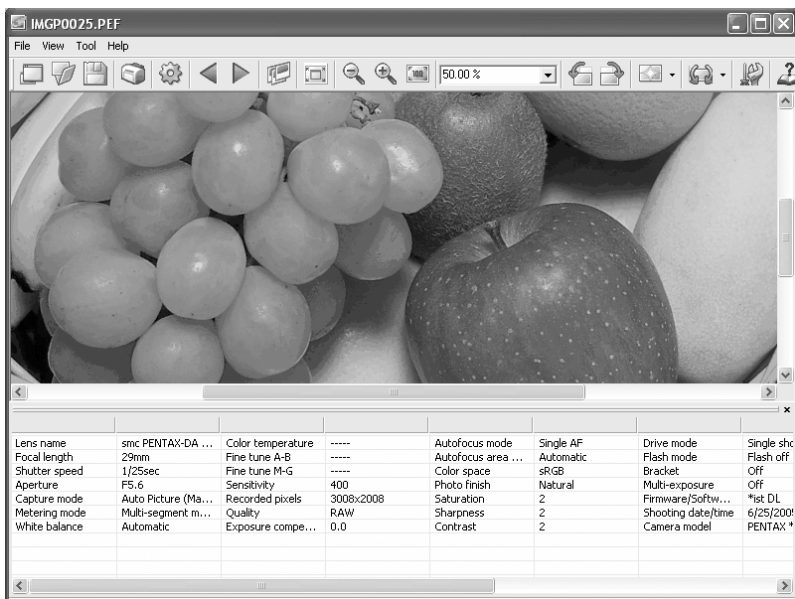 IMGP0025.PEF
File View Tool Help
100 50.00 %
Lens name smc PENTAX-DA ... Color temperature ----- Autofocus mode Single AF Drive mode Single sho
Focal length 29mm Fine tune A-B ----- Autofocus area ... Automatic Flash mode Flash off
Shutter speed 1/25sec Fine tune M-G ----- Color space sRGB Bracket Off
Aperture F5.6 Sensitivity 400 Photo finish Natural Multi-exposure Off
Capture mode Auto Picture (Ma... Recorded pixels 3008x2008 Saturation 2 Firmware/Softw... *ist DL
Metering mode Multi-segment m... Quality RAW Sharpness 2 Shooting date/time 6/25/2005
White balance Automatic Exposure compe... 0.0 Contrast 2 Camera model PENTAX *